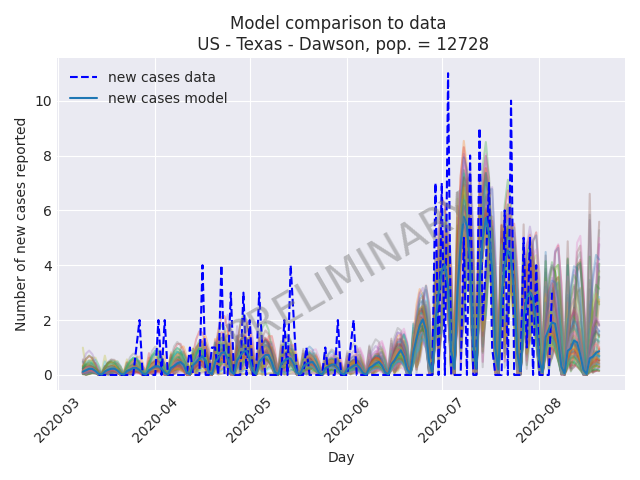 Model comparison to data
US - Texas - Dawson, pop. = 12728
new cases data
new cases model
PRELIMINARY
Number of new cases reported
10
8
6
4
2
0
2020-03
2020-04
2020-05
2020-06
2020-07
2020-08
Day